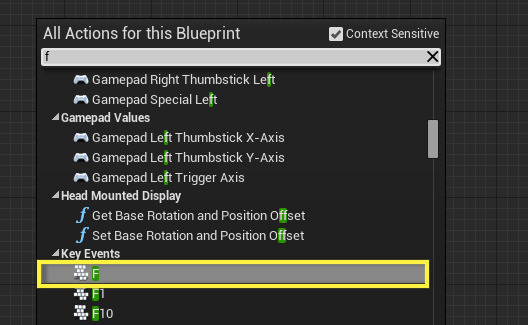 All Actions for this Blueprint Context Sensitive
f
Gamepad Right Thumbstick Left
Gamepad Special Left
Gamepad Values
Gamepad Left Thumbstick X-Axis
Gamepad Left Thumbstick Y-Axis
Gamepad Left Trigger Axis
Head Mounted Display
Get Base Rotation and Position Offset
Set Base Rotation and Position Offset
Key Events
F
F1
F10